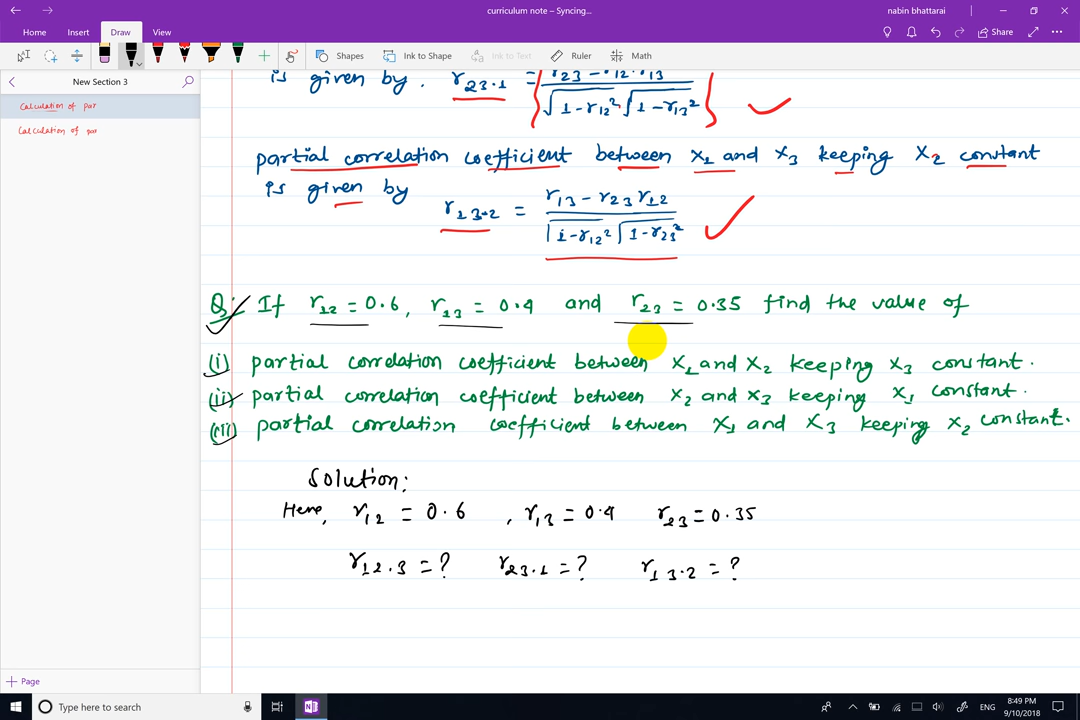 curriculum note – Syncing...
nabin bhattarai
Home Insert Draw View
Share
Shapes Ink to Shape Ink to Text Ruler Math
New Section 3
Calculation of par
Calculation of par
is given by, r23.1 = r23 − r12.r13
√1−r12² √1−r13²
partial correlation coefficient between x1 and x3 keeping x2 constant
is given by
r13.2 = r13 − r23 r12
√1−r12² √1−r23²
Q: If r12 = 0.6, r13 = 0.4 and r23 = 0.35 find the value of
(i) partial correlation coefficient between x1 and x2 keeping x3 constant.
(ii) partial correlation coefficient between x2 and x3 keeping x1 constant.
(iii) partial correlation coefficient between x1 and x3 keeping x2 constant.
Solution:
Here, r12 = 0.6 , r13 = 0.4 r23 = 0.35
r12.3 = ? r23.1 = ? r13.2 = ?
+ Page
Type here to search
ENG
8:49 PM
9/10/2018